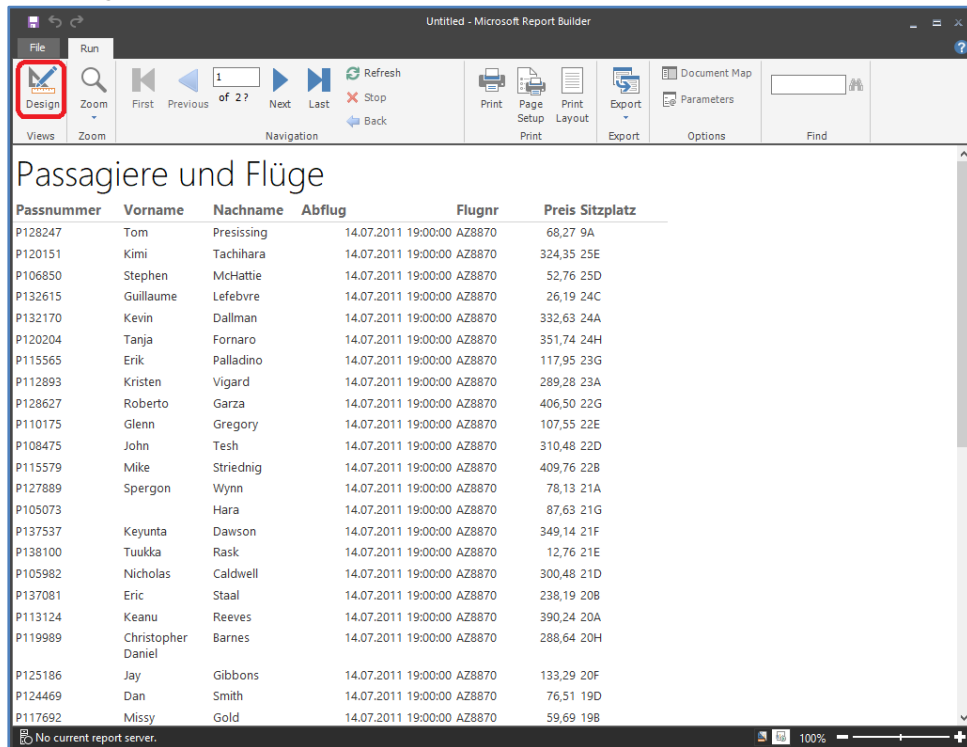 Untitled - Microsoft Report Builder
File Run
Design Zoom First Previous 1 of 2 ? Next Last Refresh Stop Back Print Page Setup Print Layout Export Document Map Parameters
Views Zoom Navigation Print Export Options Find
Passagiere und Flüge
Passnummer Vorname Nachname Abflug Flugnr Preis Sitzplatz
P128247 Tom Presissing 14.07.2011 19:00:00 AZ8870 68,27 9A
P120151 Kimi Tachihara 14.07.2011 19:00:00 AZ8870 324,35 25E
P106850 Stephen McHattie 14.07.2011 19:00:00 AZ8870 52,76 25D
P132615 Guillaume Lefebvre 14.07.2011 19:00:00 AZ8870 26,19 24C
P132170 Kevin Dallman 14.07.2011 19:00:00 AZ8870 332,63 24A
P120204 Tanja Fornaro 14.07.2011 19:00:00 AZ8870 351,74 24H
P115565 Erik Palladino 14.07.2011 19:00:00 AZ8870 117,95 23G
P112893 Kristen Vigard 14.07.2011 19:00:00 AZ8870 289,28 23A
P128627 Roberto Garza 14.07.2011 19:00:00 AZ8870 406,50 22G
P110175 Glenn Gregory 14.07.2011 19:00:00 AZ8870 107,55 22E
P108475 John Tesh 14.07.2011 19:00:00 AZ8870 310,48 22D
P115579 Mike Striednig 14.07.2011 19:00:00 AZ8870 409,76 22B
P127889 Spergon Wynn 14.07.2011 19:00:00 AZ8870 78,13 21A
P105073 Hara 14.07.2011 19:00:00 AZ8870 87,63 21G
P137537 Keyunta Dawson 14.07.2011 19:00:00 AZ8870 349,14 21F
P138100 Tuukka Rask 14.07.2011 19:00:00 AZ8870 12,76 21E
P105982 Nicholas Caldwell 14.07.2011 19:00:00 AZ8870 300,48 21D
P137081 Eric Staal 14.07.2011 19:00:00 AZ8870 238,19 20B
P113124 Keanu Reeves 14.07.2011 19:00:00 AZ8870 390,24 20A
P119989 Christopher Barnes 14.07.2011 19:00:00 AZ8870 288,64 20H
Daniel
P125186 Jay Gibbons 14.07.2011 19:00:00 AZ8870 133,29 20F
P124469 Dan Smith 14.07.2011 19:00:00 AZ8870 76,51 19D
P117692 Missy Gold 14.07.2011 19:00:00 AZ8870 59,69 19B
No current report server. 100%